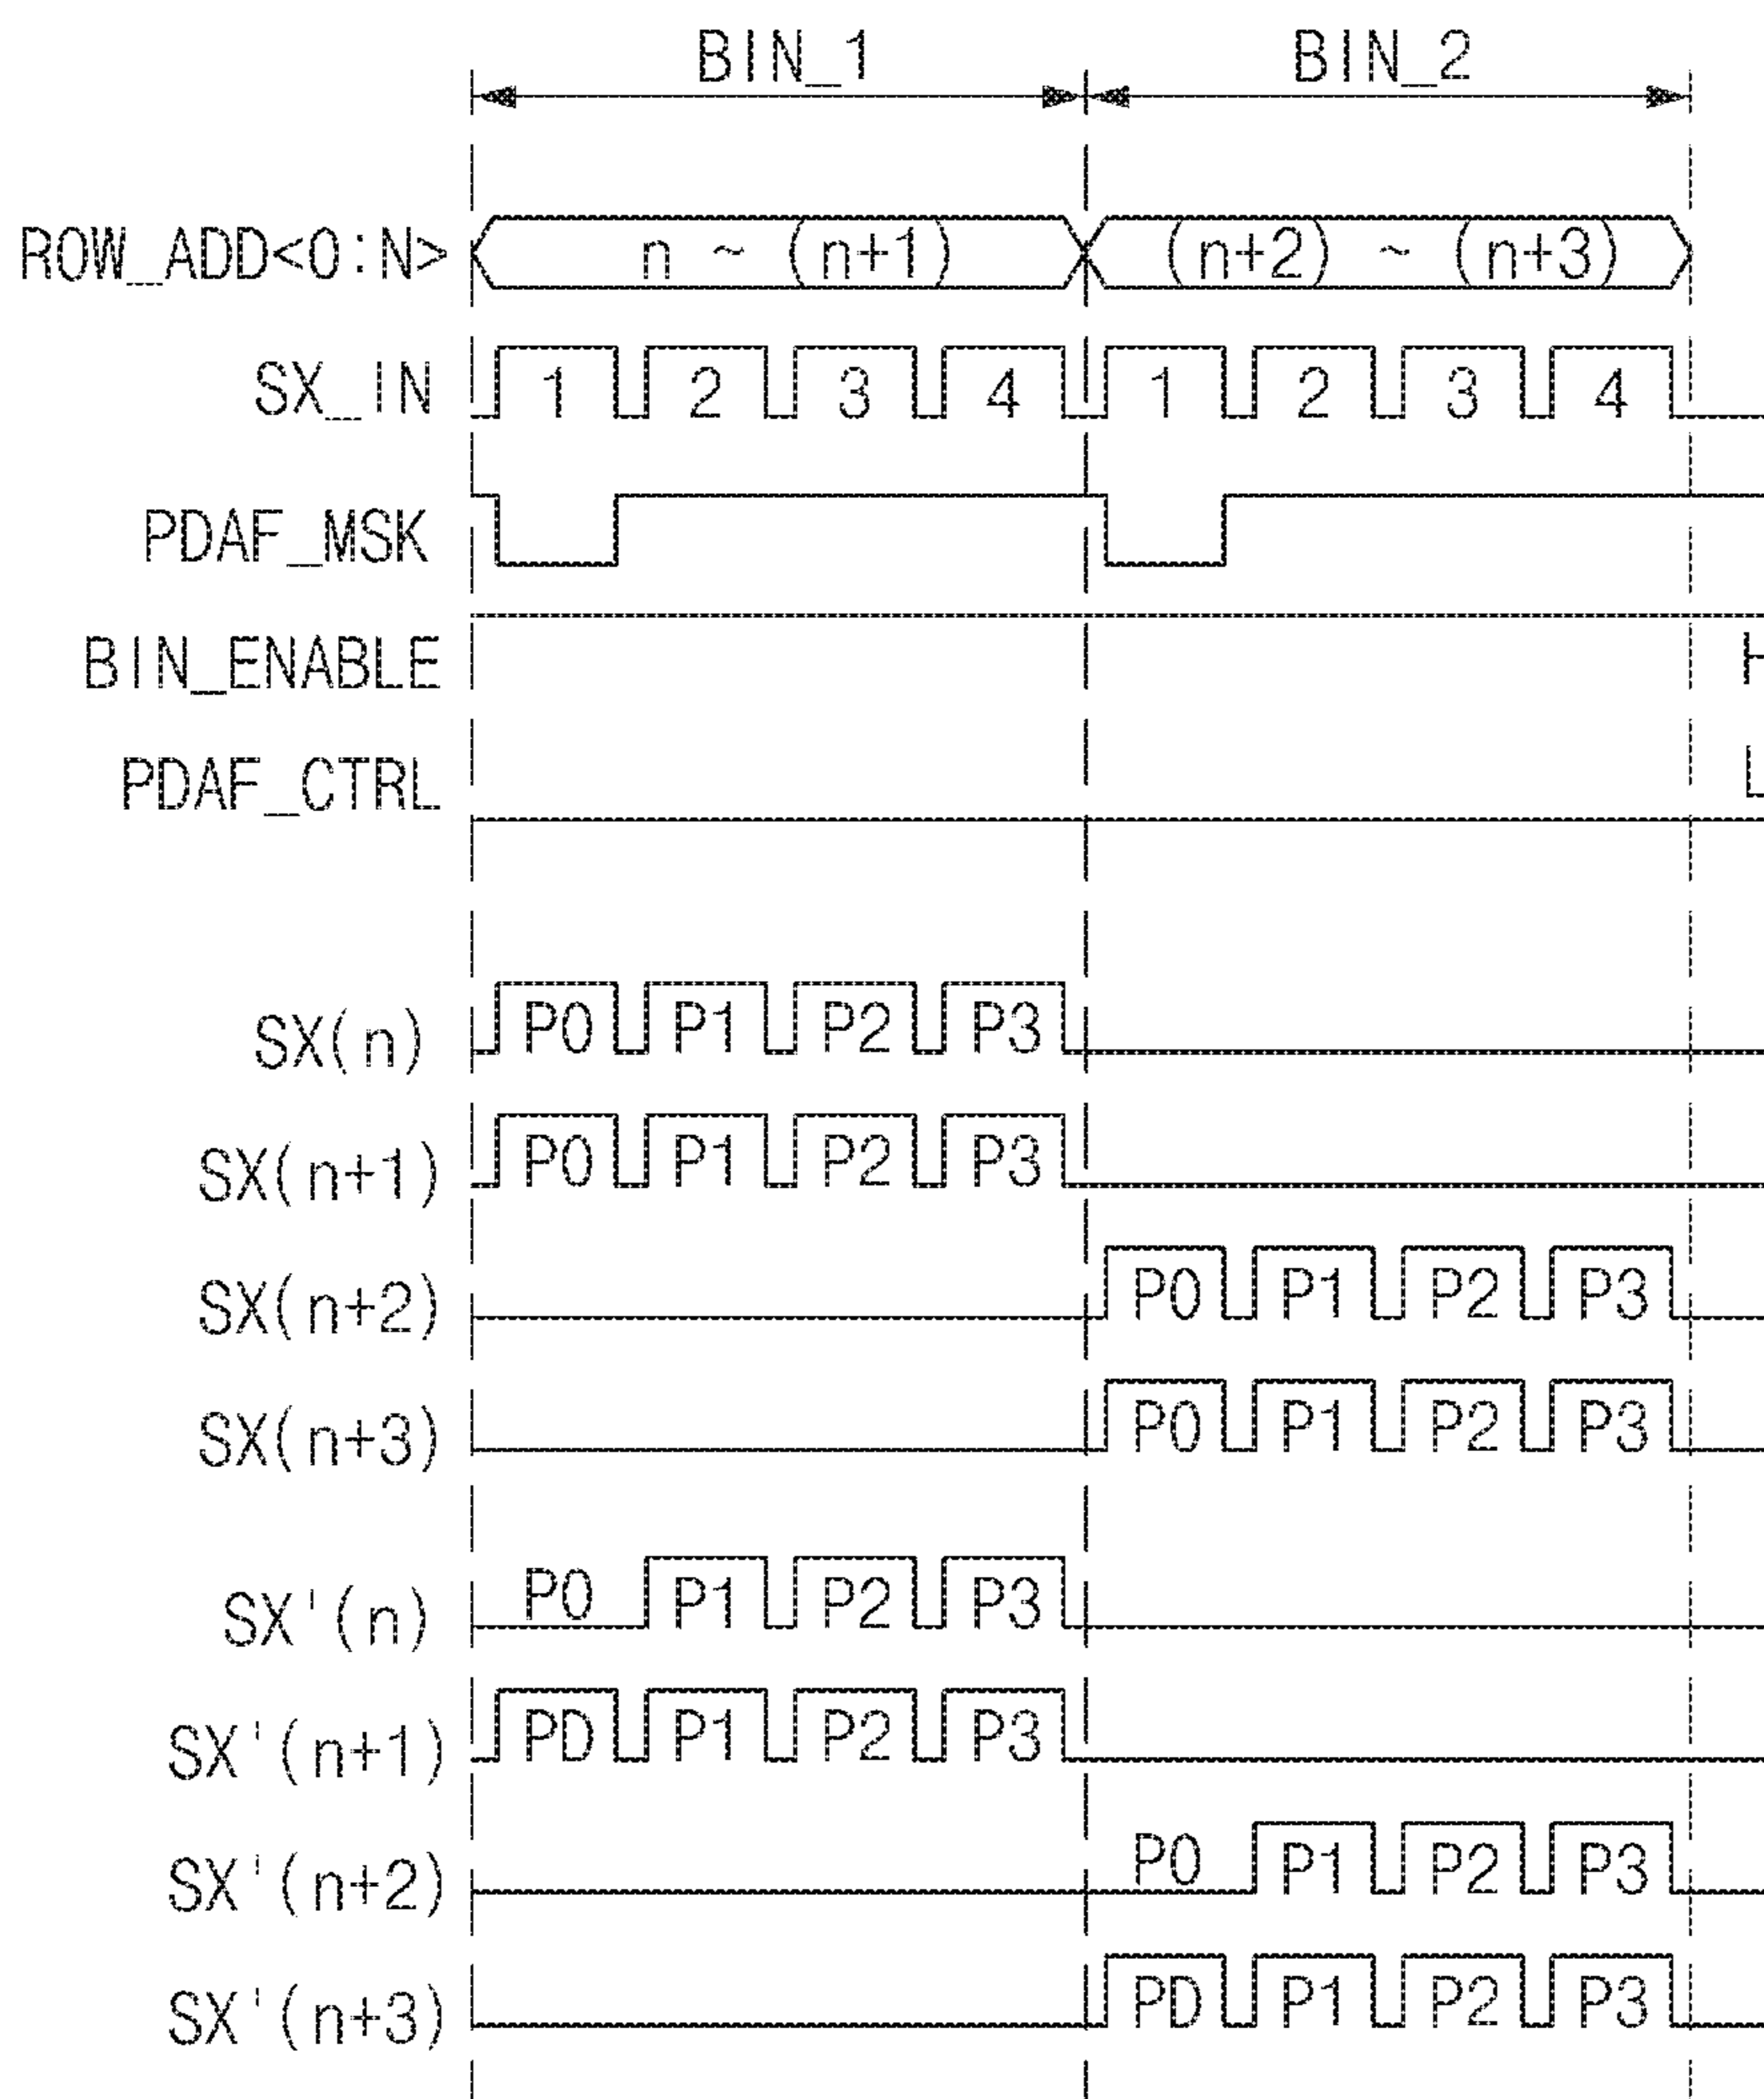 BIN_1 BIN_2
ROW_ADD<0:N> n ~ (n+1) (n+2) ~ (n+3)
SX_IN 1 2 3 4 1 2 3 4
PDAF_MSK
BIN_ENABLE H
PDAF_CTRL L
SX(n) P0 P1 P2 P3
SX(n+1) P0 P1 P2 P3
SX(n+2) P0 P1 P2 P3
SX(n+3) P0 P1 P2 P3
SX'(n) P0 P1 P2 P3
SX'(n+1) PD P1 P2 P3
SX'(n+2) P0 P1 P2 P3
SX'(n+3) PD P1 P2 P3